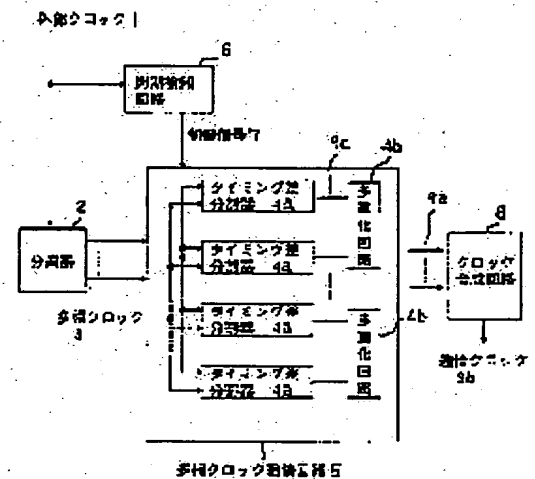 外部クロック 1
6
周期検知
回路
制御信号 7
9c
4b
タイミング差
分割器 4a
多重化回路
2
分周器
9a
8
タイミング差
分割器 4a
クロック
合成回路
多相クロック
3
タイミング差
分割器 4a
4b
多重化回路
逓倍クロック
9b
タイミング差
分割器 4a
多相クロック逓倍回路 5